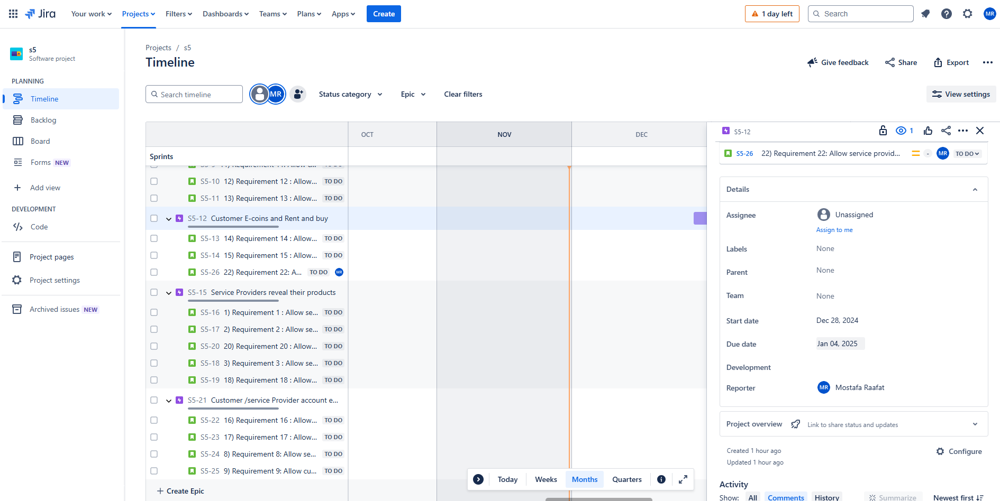 Jira
Your work
Projects
Filters
Dashboards
Teams
Plans
Apps
Create
1 day left
Search
MR
s5
Software project
PLANNING
Timeline
Backlog
Board
Forms NEW
Add view
DEVELOPMENT
Code
Project pages
Project settings
Archived issues NEW
Projects / s5
Timeline
Give feedback
Share
Export
Search timeline
MR
Status category
Epic
Clear filters
View settings
OCT
NOV
DEC
Sprints
S5-10 12) Requirement 12 : Allow... TO DO
S5-11 13) Requirement 13 : Allow... TO DO
S5-12 Customer E-coins and Rent and buy
S5-13 14) Requirement 14 : Allow... TO DO
S5-14 15) Requirement 15 : Allow... TO DO
S5-26 22) Requirement 22: A... TO DO MR
S5-15 Service Providers reveal their products
S5-16 1) Requirement 1 : Allow se... TO DO
S5-17 2) Requirement 2 : Allow se... TO DO
S5-20 20) Requirement 20 : Allow... TO DO
S5-18 3) Requirement 3 : Allow se... TO DO
S5-19 18) Requirement 18 : Allow... TO DO
S5-21 Customer /service Provider account e...
S5-22 16) Requirement 16 : Allow... TO DO
S5-23 17) Requirement 17 : Allow... TO DO
S5-24 8) Requirement 8: Allow se... TO DO
S5-25 9) Requirement 9: Allow cu... TO DO
Create Epic
Today
Weeks
Months
Quarters
S5-12
1
S5-26 22) Requirement 22: Allow service provid... - MR TO DO
Details
Assignee Unassigned
Assign to me
Labels None
Parent None
Team None
Start date Dec 28, 2024
Due date Jan 04, 2025
Development
Reporter MR Mostafa Raafat
Project overview Link to share status and updates
Created 1 hour ago
Configure
Updated 1 hour ago
Activity
Show: All Comments History Summarize Newest first